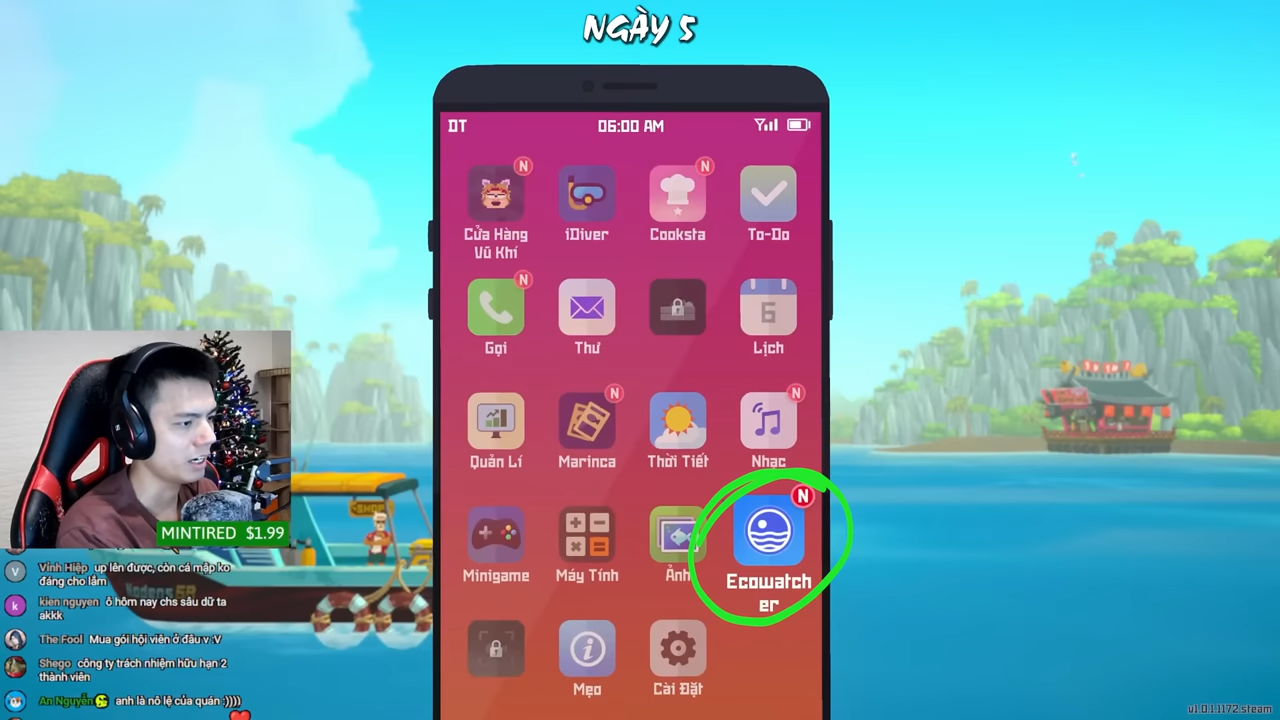 NGÀY 5
DT
06:00 AM
N
N
Cửa Hàng
Vũ Khí
iDiver
Cooksta
To-Do
N
6
Gọi
Thư
Lịch
N
N
Quản Lí
Marinca
Thời Tiết
Nhạc
N
Minigame
Máy Tính
Ảnh
Ecowatch
er
Mẹo
Cài Đặt
SHOP
MINTIRED $1.99
V Vĩnh Hiệp up lên được, còn cá mập ko
đáng cho lắm
k kien nguyen ô hôm nay chs sâu dữ ta
akkk
The Fool Mua gói hội viên ở đâu v :V
Shego công ty trách nhiệm hữu hạn 2
thành viên
An Nguyễn anh là nô lệ của quán :))))
v1.0.1.1172.steam